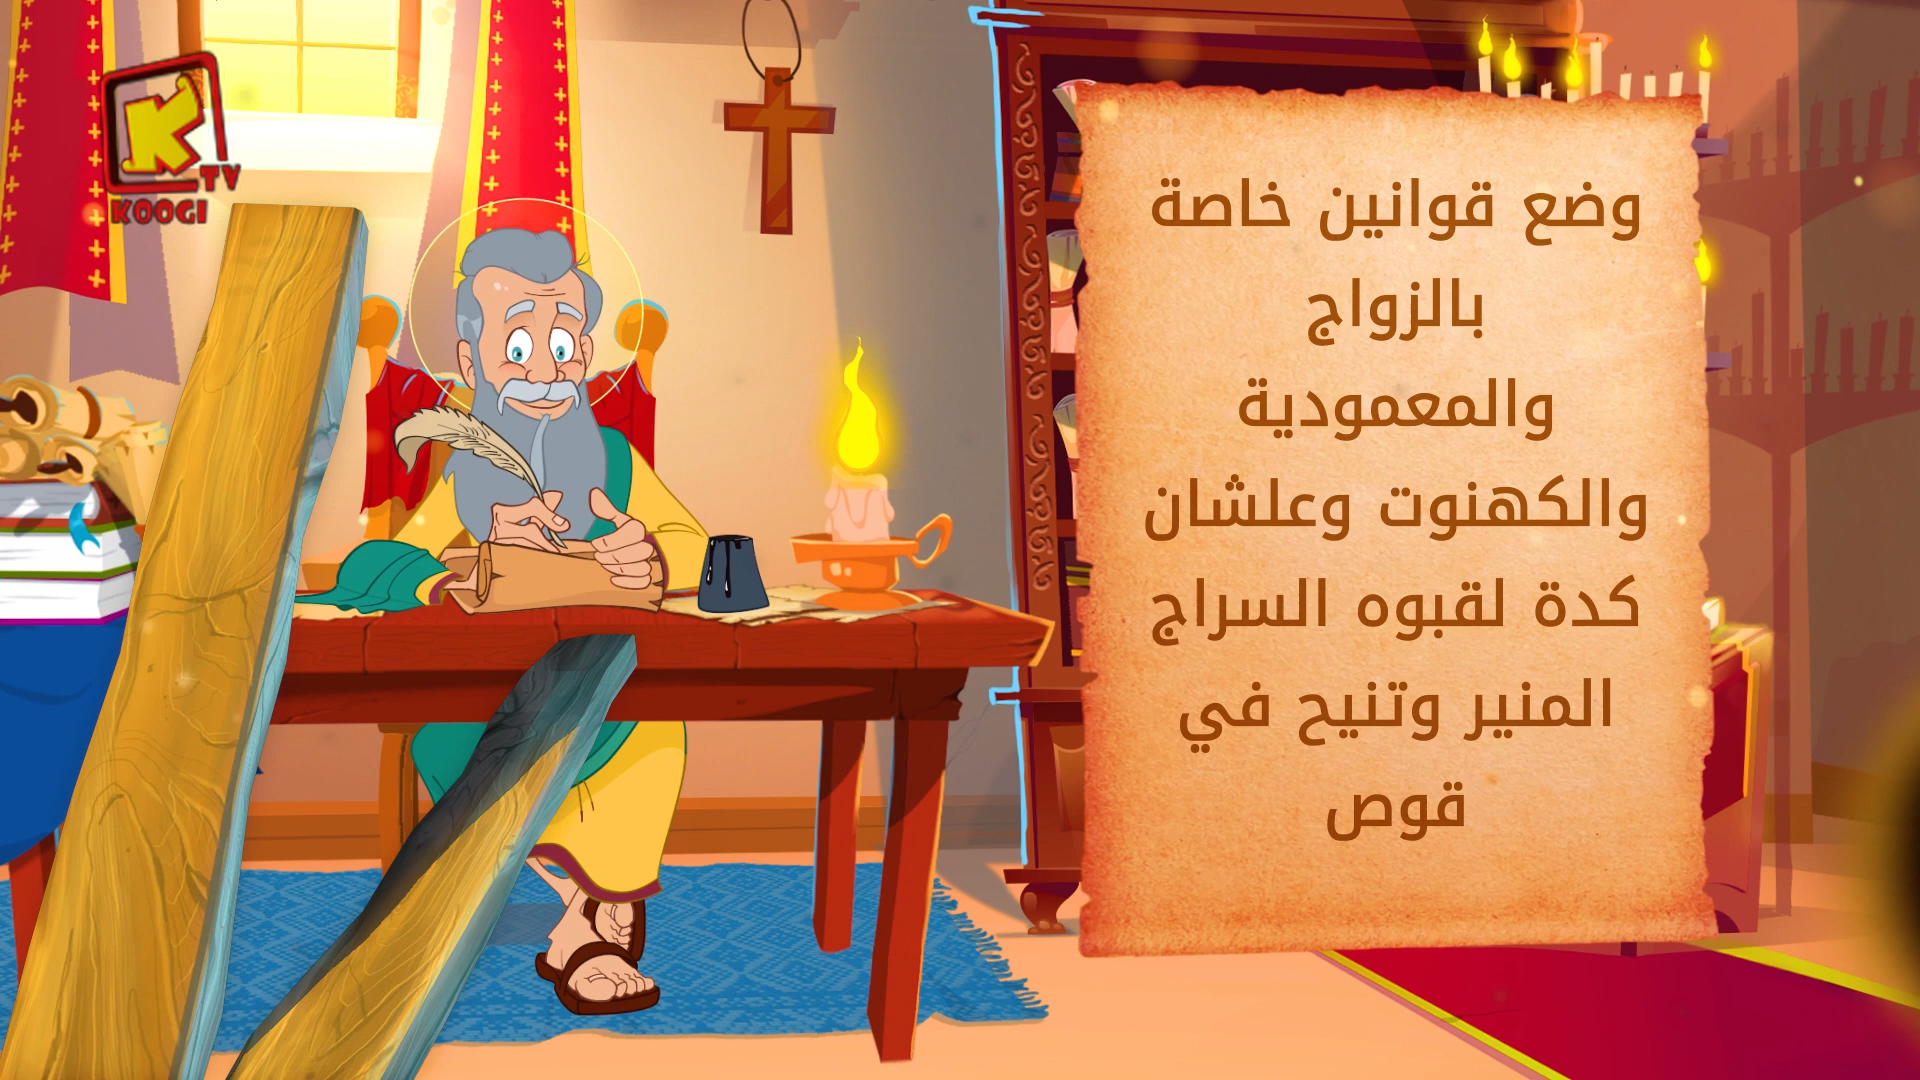 K
TV
KOOGI
وضع قوانين خاصة
بالزواج
والمعمودية
والكهنوت وعلشان
كدة لقبوه السراج
المنير وتنيح في
قوص